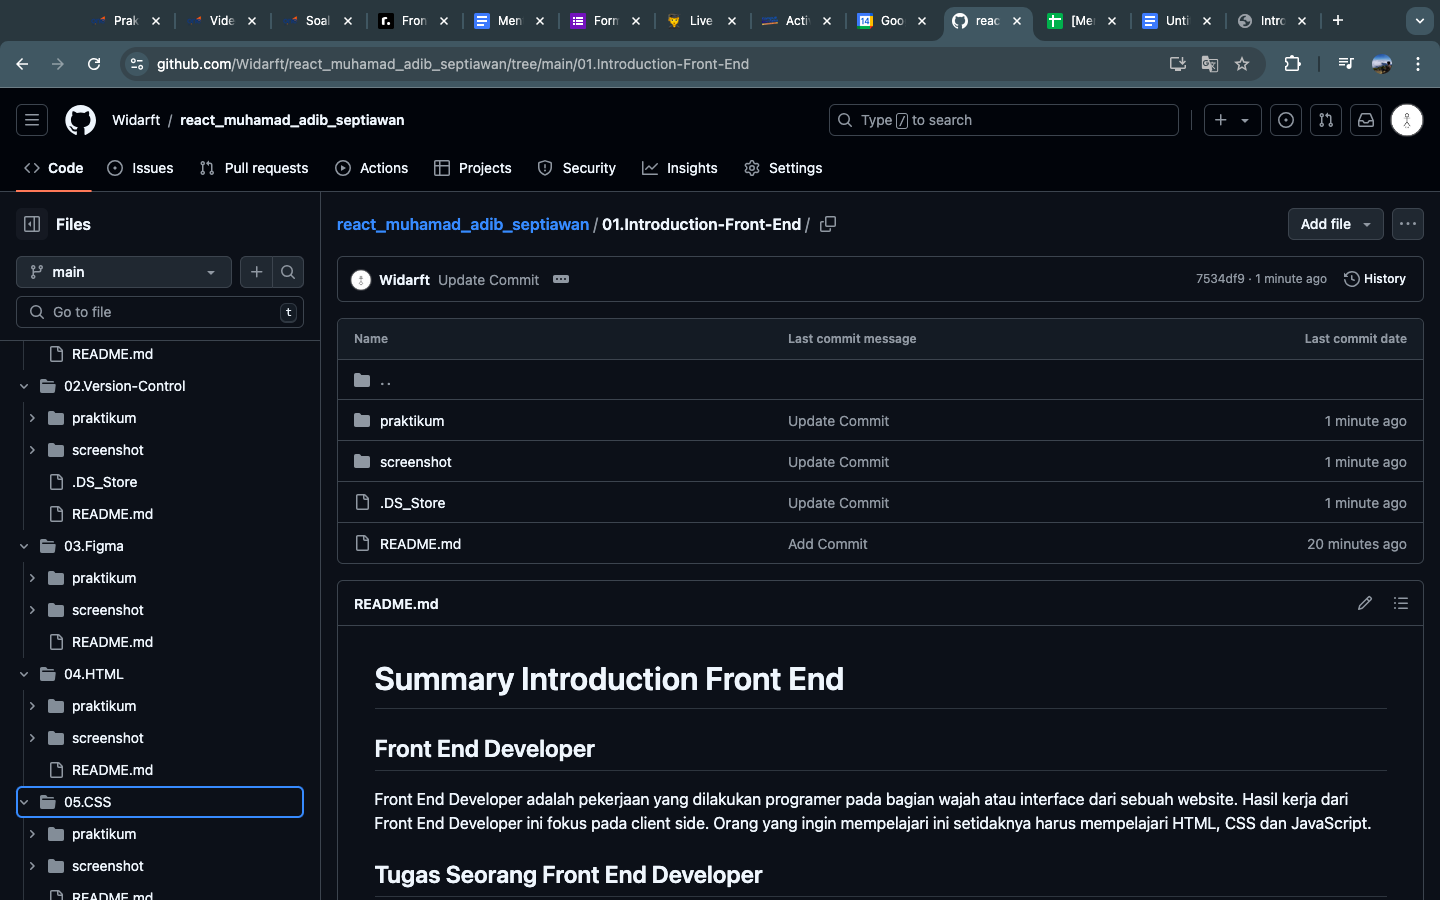 Prak
Vide
Soal
Fron
Men
Forn
Live
Activ
Goo
reac
[Me
Unti
Intro
github.com/Widarft/react_muhamad_adib_septiawan/tree/main/01.Introduction-Front-End
Widarft / react_muhamad_adib_septiawan
Type / to search
Code
Issues
Pull requests
Actions
Projects
Security
Insights
Settings
Files
main
Go to file
t
README.md
02.Version-Control
praktikum
screenshot
.DS_Store
README.md
03.Figma
praktikum
screenshot
README.md
04.HTML
praktikum
screenshot
README.md
05.CSS
praktikum
screenshot
README.md
react_muhamad_adib_septiawan / 01.Introduction-Front-End /
Add file
Widarft Update Commit
7534df9 · 1 minute ago
History
Name Last commit message Last commit date
. .
praktikum Update Commit 1 minute ago
screenshot Update Commit 1 minute ago
.DS_Store Update Commit 1 minute ago
README.md Add Commit 20 minutes ago
README.md
Summary Introduction Front End
Front End Developer
Front End Developer adalah pekerjaan yang dilakukan programer pada bagian wajah atau interface dari sebuah website. Hasil kerja dari
Front End Developer ini fokus pada client side. Orang yang ingin mempelajari ini setidaknya harus mempelajari HTML, CSS dan JavaScript.
Tugas Seorang Front End Developer